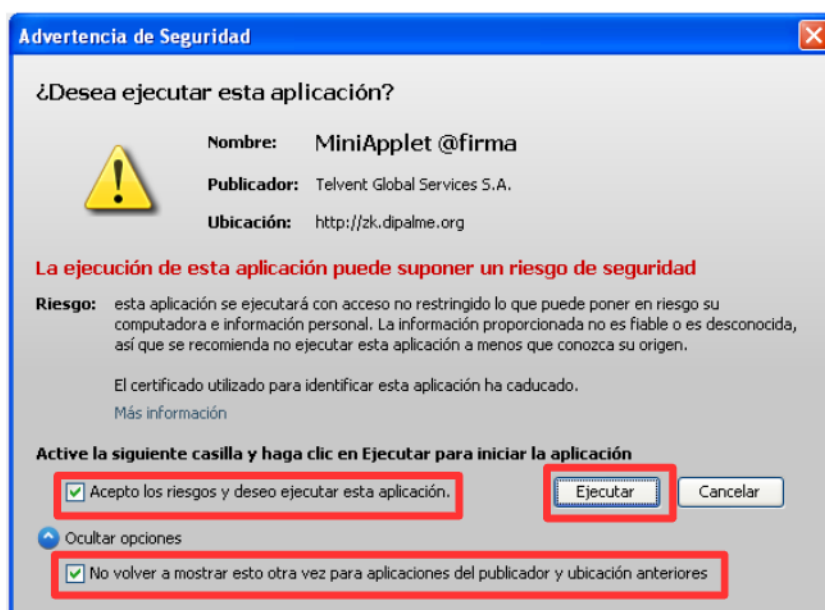 Advertencia de Seguridad
¿Desea ejecutar esta aplicación?
Nombre: MiniApplet @firma
Publicador: Telvent Global Services S.A.
Ubicación: http://zk.dipalme.org
La ejecución de esta aplicación puede suponer un riesgo de seguridad
Riesgo: esta aplicación se ejecutará con acceso no restringido lo que puede poner en riesgo su
computadora e información personal. La información proporcionada no es fiable o es desconocida,
así que se recomienda no ejecutar esta aplicación a menos que conozca su origen.
El certificado utilizado para identificar esta aplicación ha caducado.
Más información
Active la siguiente casilla y haga clic en Ejecutar para iniciar la aplicación
Acepto los riesgos y deseo ejecutar esta aplicación. Ejecutar Cancelar
Ocultar opciones
No volver a mostrar esto otra vez para aplicaciones del publicador y ubicación anteriores